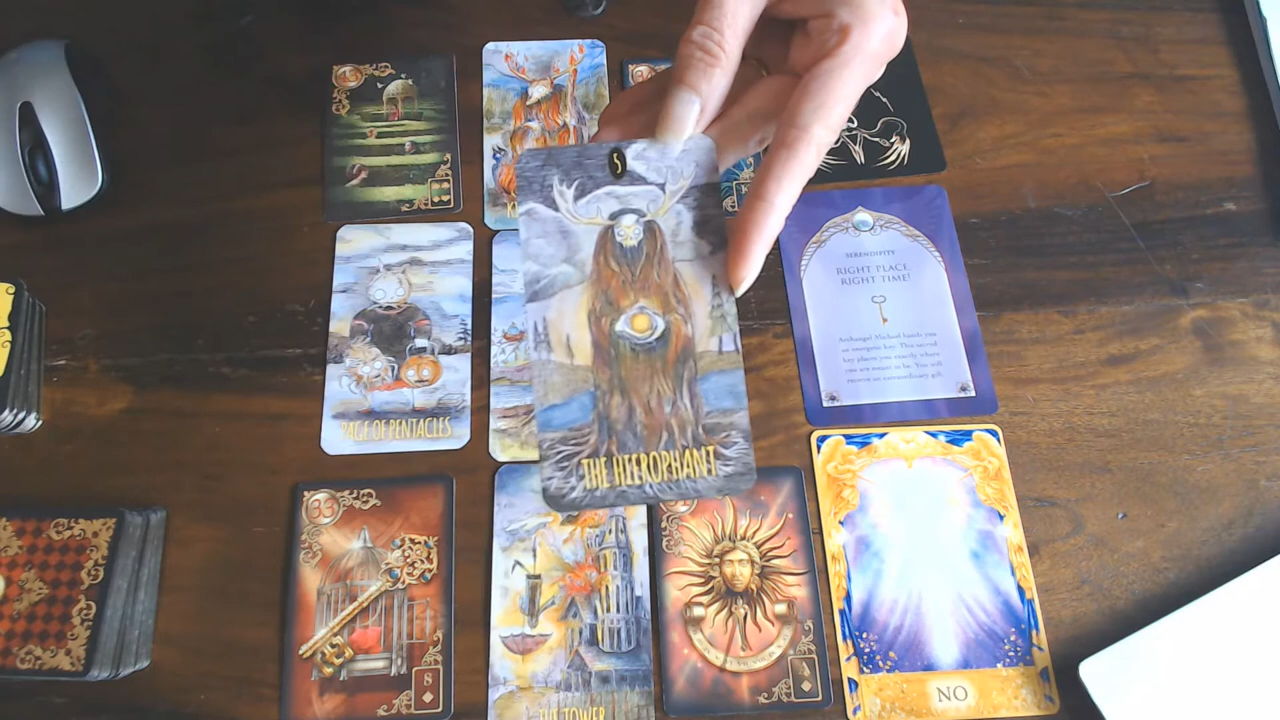 5
SERENDIPITY
RIGHT PLACE,
RIGHT TIME!
Archangel Michael hands you
an energetic key. This sacred
key places you exactly where
you are meant to be. You will
receive an extraordinary gift.
PAGE OF PENTACLES
THE HIEROPHANT
33
8
THE TOWER
A
NO